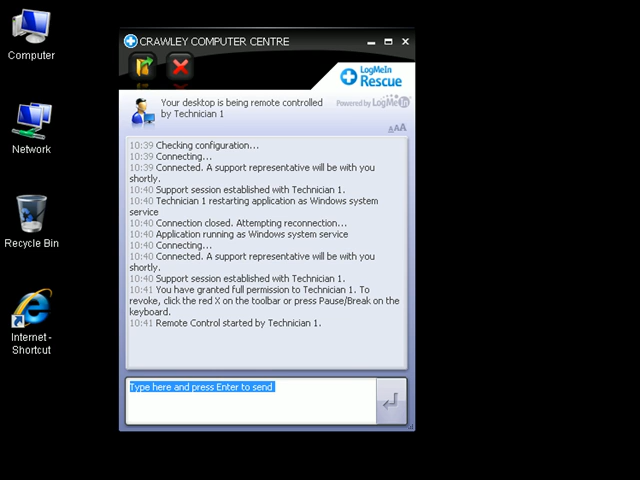 Computer
Network
Recycle Bin
Internet -
Shortcut
CRAWLEY COMPUTER CENTRE
LogMeIn
Rescue
Your desktop is being remote controlled
by Technician 1
Powered by LogMeIn
AAA
10:39 Checking configuration...
10:39 Connecting...
10:39 Connected. A support representative will be with you
shortly.
10:40 Support session established with Technician 1.
10:40 Technician 1 restarting application as Windows system
service
10:40 Connection closed. Attempting reconnection...
10:40 Application running as Windows system service
10:40 Connecting...
10:40 Connected. A support representative will be with you
shortly.
10:40 Support session established with Technician 1.
10:41 You have granted full permission to Technician 1. To
revoke, click the red X on the toolbar or press Pause/Break on the
keyboard.
10:41 Remote Control started by Technician 1.
Type here and press Enter to send